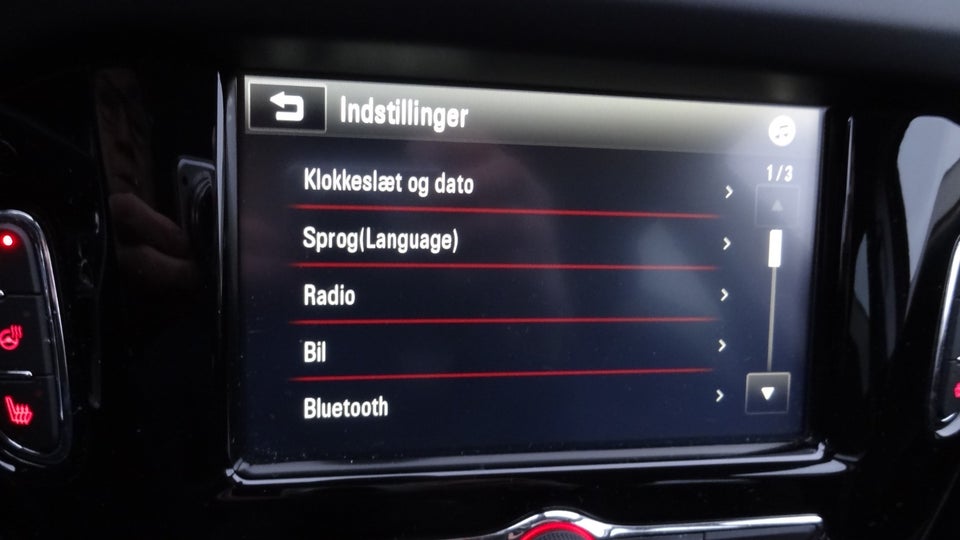 Indstillinger
1/3
Klokkeslæt og dato
Sprog(Language)
Radio
Bil
Bluetooth